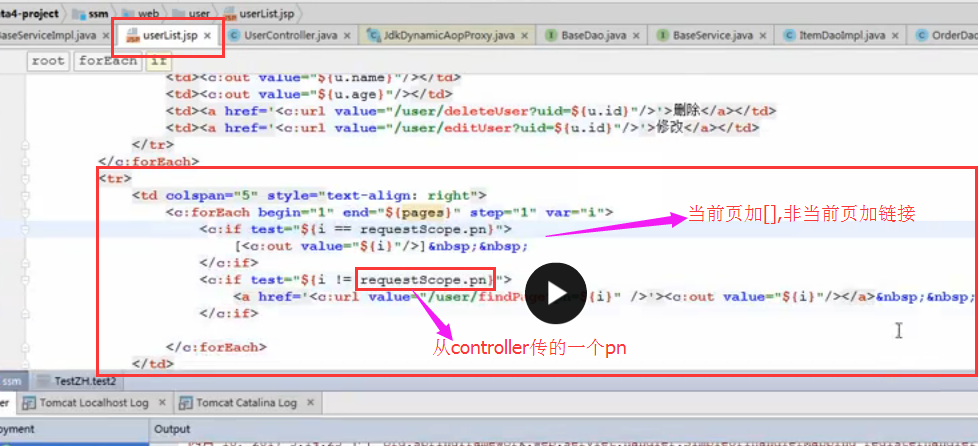 ta4-project ssm web user userList.jsp
BaseServiceImpl.java × userList.jsp × UserController.java × JdkDynamicAopProxy.java × BaseDao.java × BaseService.java × ItemDaoImpl.java × OrderDao
root forEach if
<td><c:out value="${u.name}"/></td>
<td><c:out value="${u.age}"/></td>
<td><a href='<c:url value="/user/deleteUser?uid=${u.id}"/>'>删除</a></td>
<td><a href='<c:url value="/user/editUser?uid=${u.id}"/>'>修改</a></td>
</tr>
</c:forEach>
<tr>
<td colspan="5" style="text-align: right">
<c:forEach begin="1" end="${pages}" step="1" var="i">
当前页加[],非当前页加链接
<c:if test="${i == requestScope.pn}">
[<c:out value="${i}"/>]&nbsp;&nbsp;
</c:if>
<c:if test="${i != requestScope.pn}">
<a href='<c:url value="/user/findPag ${i}" />'><c:out value="${i}"/></a>&nbsp;&nbsp;
</c:if>
从controller传的一个pn
</c:forEach>
</td>
ssm TestZH.test2
er Tomcat Localhost Log × Tomcat Catalina Log ×
loyment Output